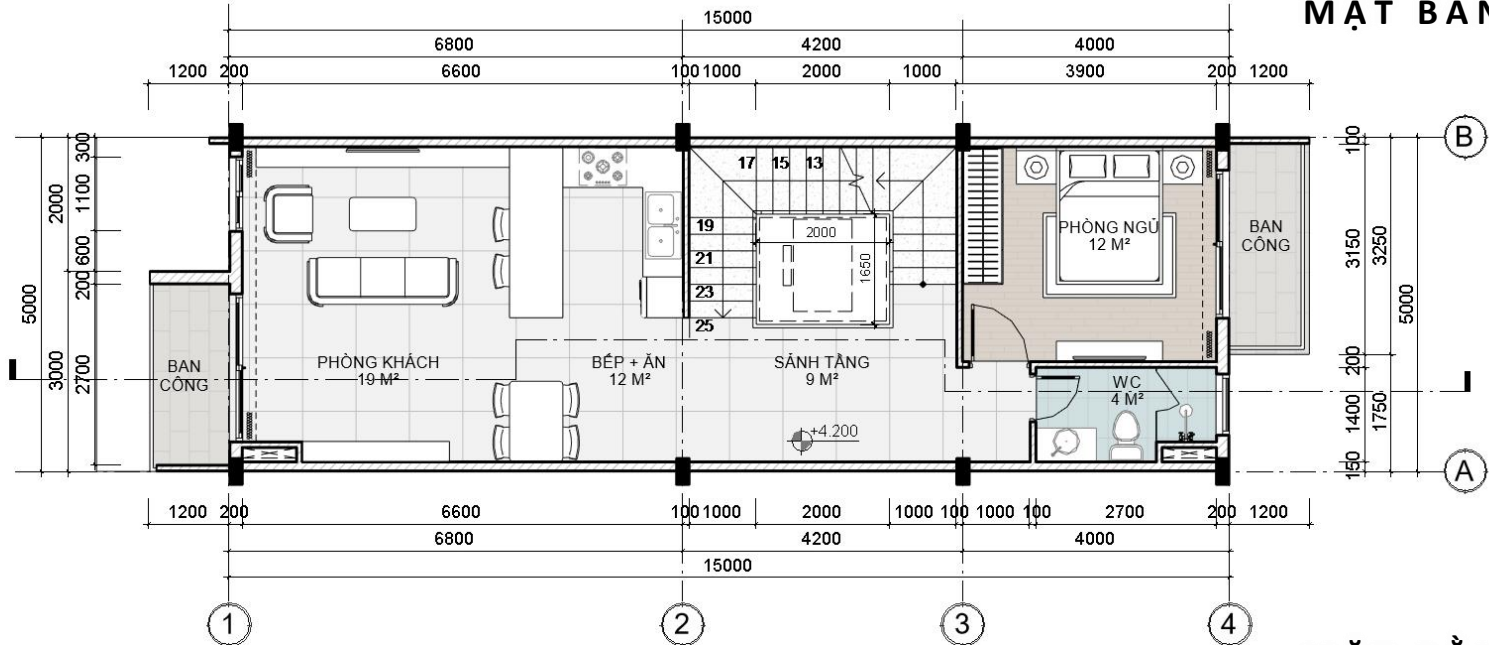 MẶT BẰN
15000
6800 4200 4000
1200 200 6600 100 1000 2000 1000 3900 200 1200
B
5000
2000
3000
300
1100
600
200
2700
17 15 13
19
21
23
25
2000
1650
PHÒNG NGỦ
12 M²
BAN
CÔNG
BAN
CÔNG
PHÒNG KHÁCH
19 M²
BẾP + ĂN
12 M²
SẢNH TẦNG
9 M²
WC
4 M²
+4.200
100
3150
200
1400
150
3250
1750
5000
I I
A
1200 200 6600 100 1000 2000 1000 100 1000 100 2700 200 1200
6800 4200 4000
15000
1 2 3 4